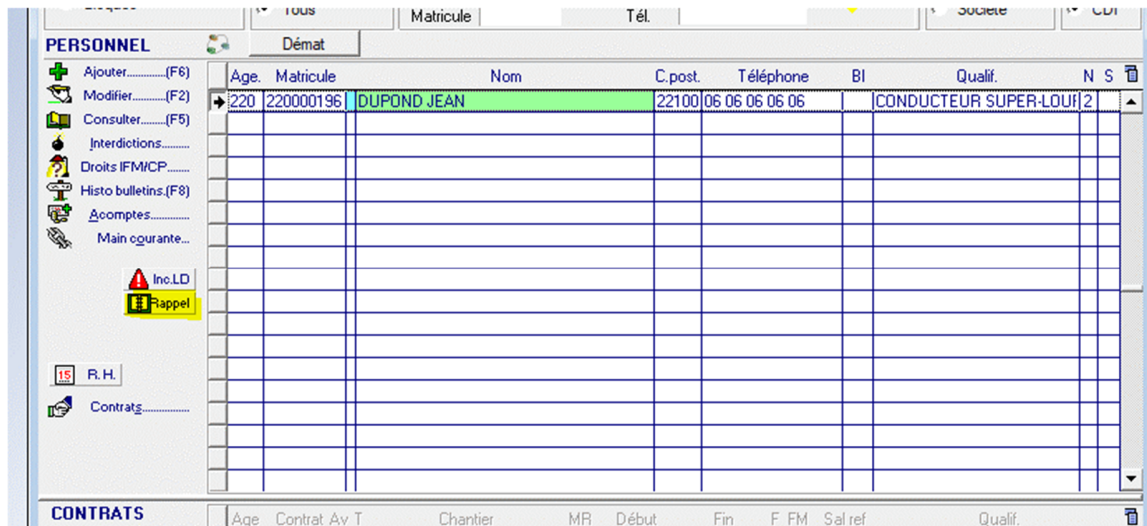 Tous Matricule Tél. Société CDI
PERSONNEL Démat
Ajouter.............(F6)
Modifier...........(F2)
Consulter........(F5)
Interdictions.........
Droits IFM/CP.......
Histo bulletins.(F8)
Acomptes.............
Main courante...
Inc.LD
Rappel
R.H.
Contrats................
Age. Matricule Nom C.post. Téléphone BI Qualif. N S
220 220000196 DUPOND JEAN 22100 06 06 06 06 06 CONDUCTEUR SUPER-LOUR 2
CONTRATS
Age Contrat Av T Chantier MR Début Fin F FM Sal ref Qualif.